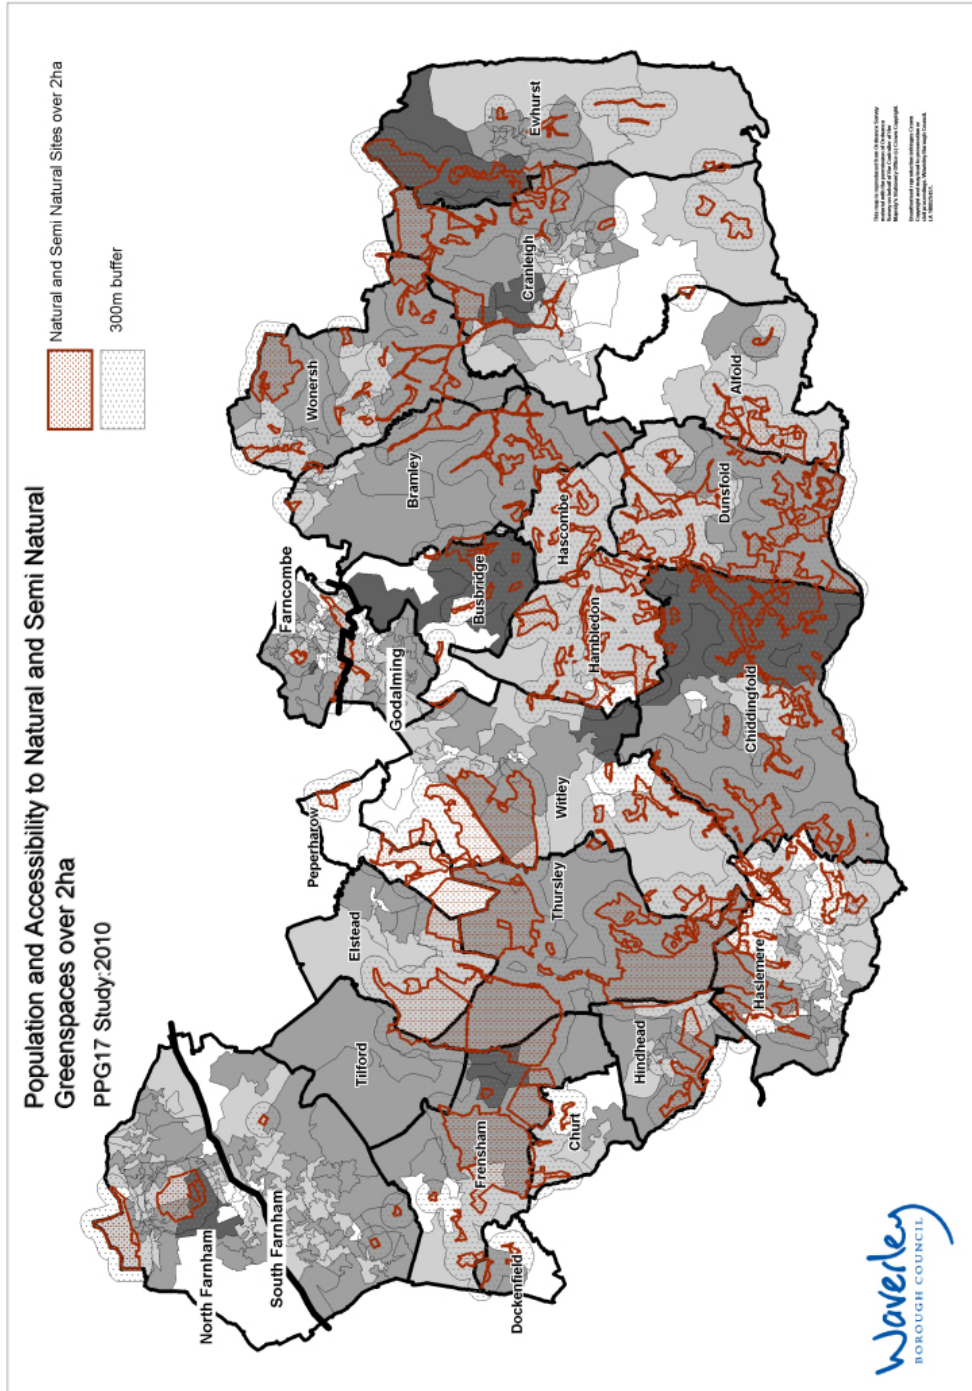 Population and Accessibility to Natural and Semi Natural
Greenspaces over 2ha
PPG17 Study:2010
Natural and Semi Natural Sites over 2ha
300m buffer
North Farnham
South Farnham
Dockenfield
Frensham
Tilford
Churt
Hindhead
Elstead
Thursley
Haslemere
Peperharow
Witley
Godalming
Farncombe
Chiddingfold
Hambledon
Busbridge
Hascombe
Bramley
Dunsfold
Wonersh
Alfold
Cranleigh
Ewhurst
Waverley
BOROUGH COUNCIL